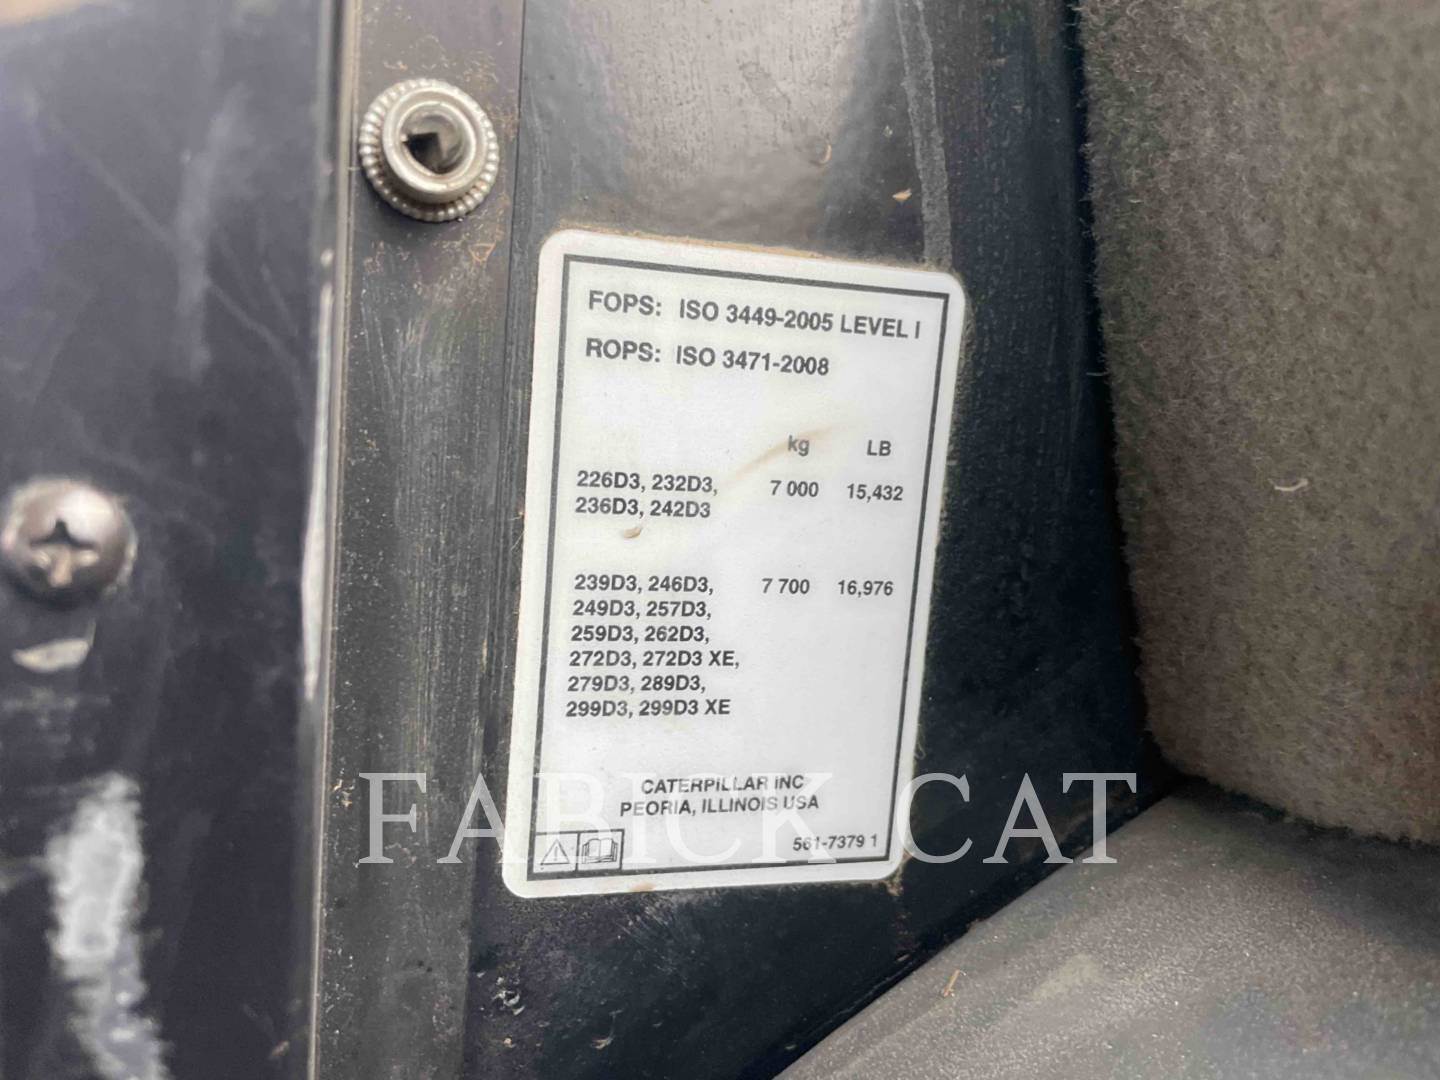 FOPS: ISO 3449-2005 LEVEL I
ROPS: ISO 3471-2008
kg LB
226D3, 232D3, 7 000 15,432
236D3, 242D3
239D3, 246D3, 7 700 16,976
249D3, 257D3,
259D3, 262D3,
272D3, 272D3 XE,
279D3, 289D3,
299D3, 299D3 XE
CATERPILLAR INC
PEORIA, ILLINOIS USA
561-7379 1
FABICK CAT